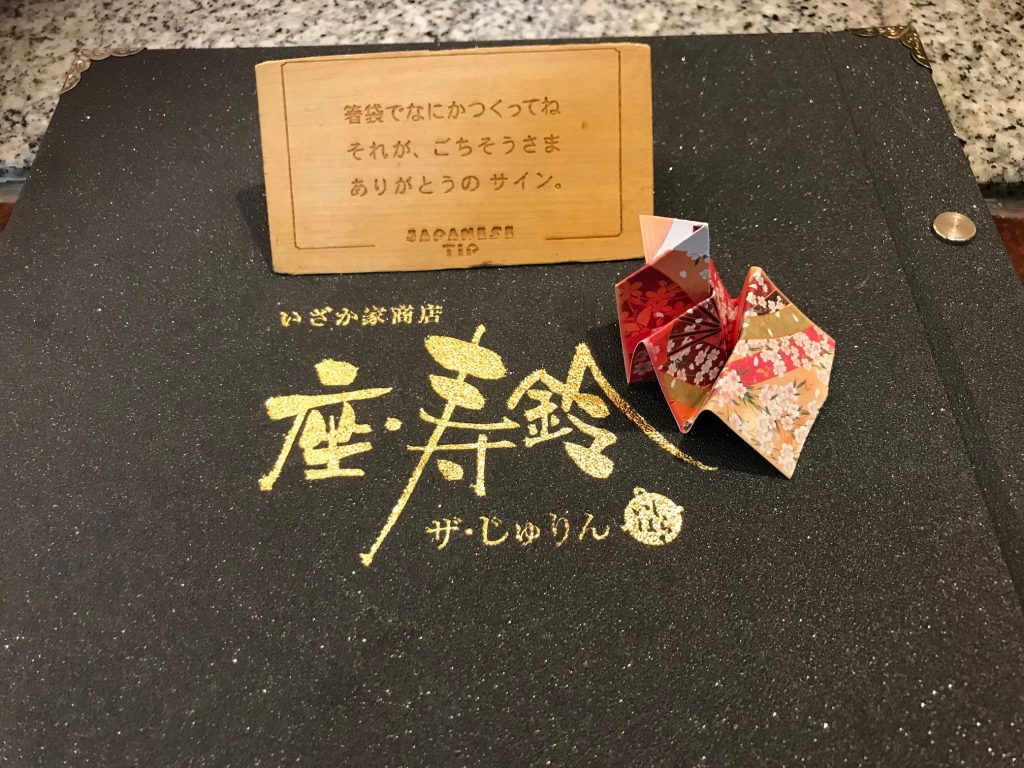 箸袋でなにかつくってね
それが、ごちそうさま
ありがとうの サイン。
JAPANESE
TIP
いざか家商店
座・寿鈴
ザ・じゅりん